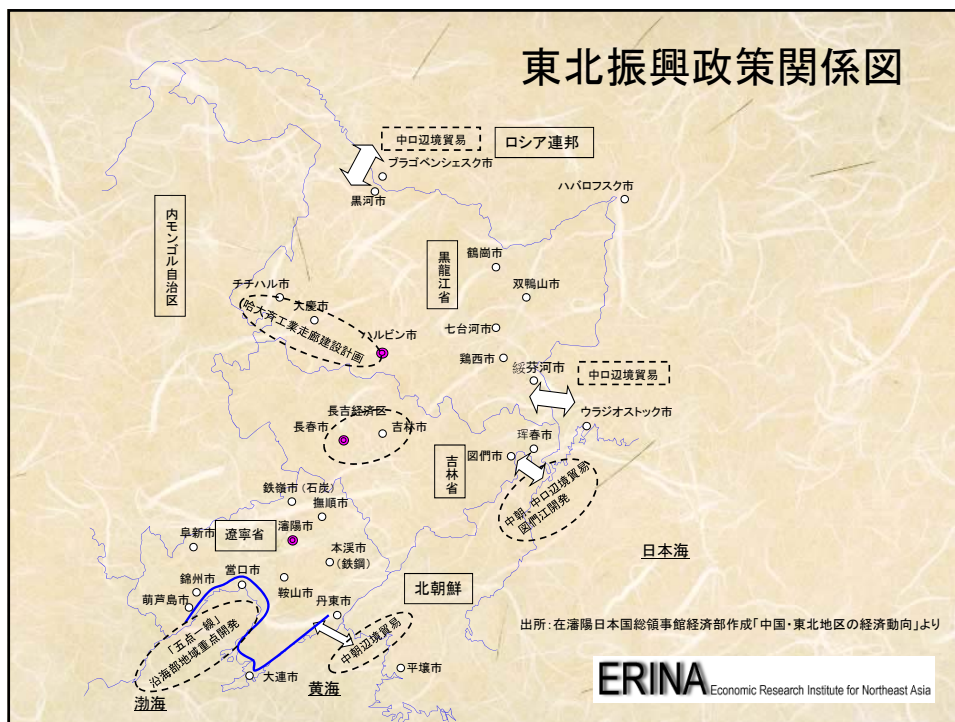 東北振興政策関係図
中ロ辺境貿易
ロシア連邦
ブラゴベンシェスク市
黒河市
ハバロフスク市
内モンゴル自治区
黒龍江省
鶴崗市
双鴨山市
チチハル市
大慶市
哈大斉工業走廊建設計画
ハルビン市
七台河市
鶏西市
綏芬河市
中ロ辺境貿易
ウラジオストック市
長吉経済区
長春市
吉林市
琿春市
図們市
吉林省
中朝、中ロ辺境貿易
図們江開発
鉄嶺市(石炭)
撫順市
遼寧省
瀋陽市
阜新市
本渓市
(鉄鋼)
日本海
営口市
錦州市
鞍山市
葫芦島市
北朝鮮
丹東市
「五点一線」
沿海部地域重点開発
中朝辺境貿易
出所:在瀋陽日本国総領事館経済部作成「中国・東北地区の経済動向」より
大連市
平壌市
渤海
黄海
ERINA Economic Research Institute for Northeast Asia